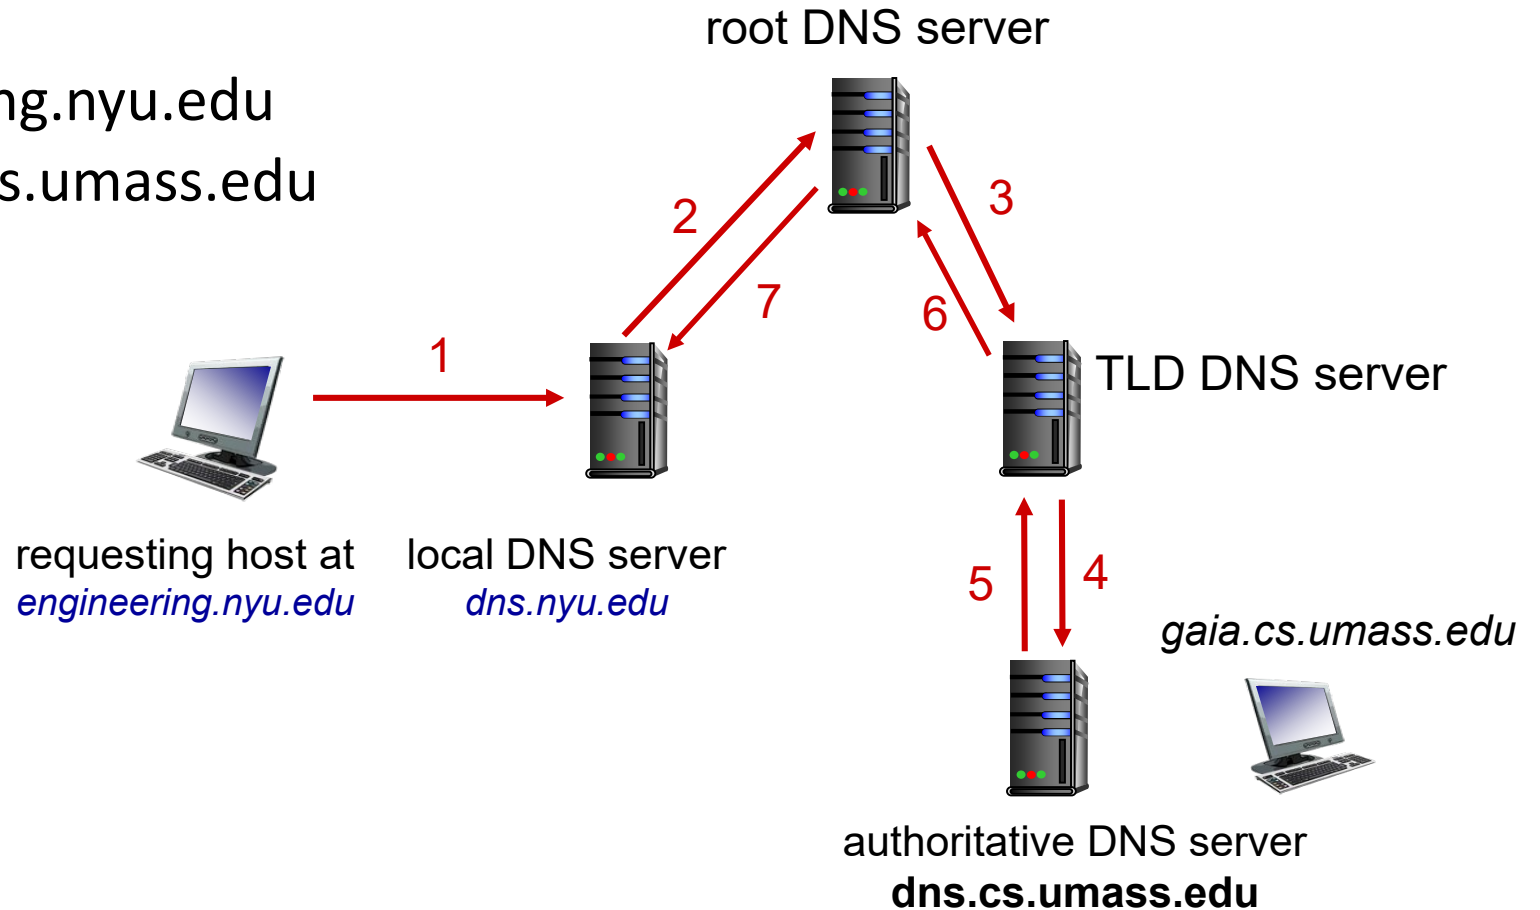 root DNS server
ng.nyu.edu
s.umass.edu
2
3
7
6
1
TLD DNS server
requesting host at
engineering.nyu.edu
local DNS server
dns.nyu.edu
5
4
gaia.cs.umass.edu
authoritative DNS server
dns.cs.umass.edu